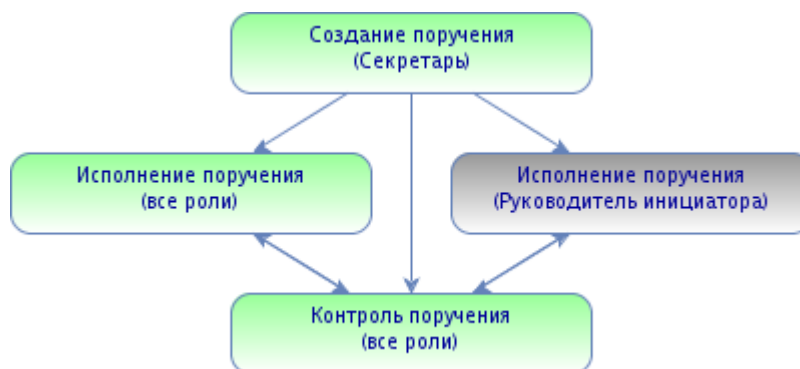 Создание поручения
(Секретарь)
Исполнение поручения
(все роли)
Исполнение поручения
(Руководитель инициатора)
Контроль поручения
(все роли)